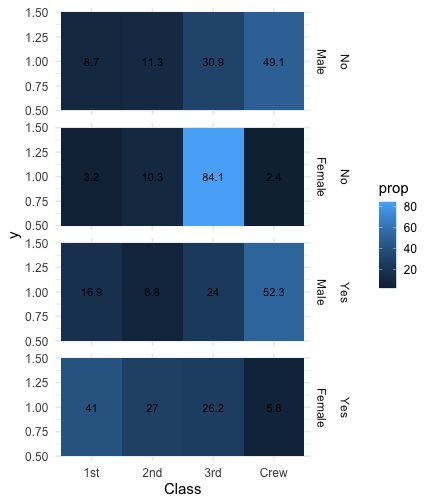 1.50
1.25
1.00
0.75
0.50
8.7 11.3 30.9 49.1
Male
No
1.50
1.25
1.00
0.75
0.50
3.2 10.3 84.1 2.4
Female
No
y
prop
80
60
40
20
1.50
1.25
1.00
0.75
0.50
16.9 6.8 24 52.3
Male
Yes
1.50
1.25
1.00
0.75
0.50
41 27 26.2 5.8
Female
Yes
1st 2nd 3rd Crew
Class